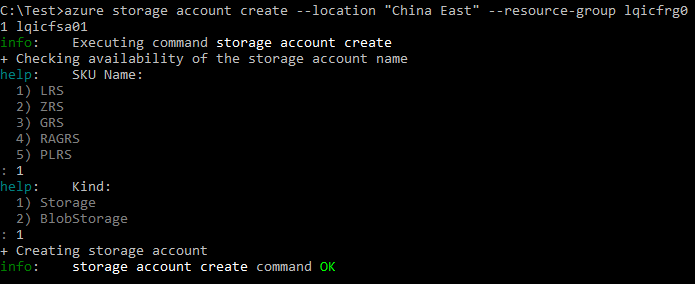 C:\Test>azure storage account create --location "China East" --resource-group lqicfrg0
1 lqicfsa01
info:    Executing command storage account create
+ Checking availability of the storage account name
help:    SKU Name:
  1) LRS
  2) ZRS
  3) GRS
  4) RAGRS
  5) PLRS
: 1
help:    Kind:
  1) Storage
  2) BlobStorage
: 1
+ Creating storage account
info:    storage account create command OK